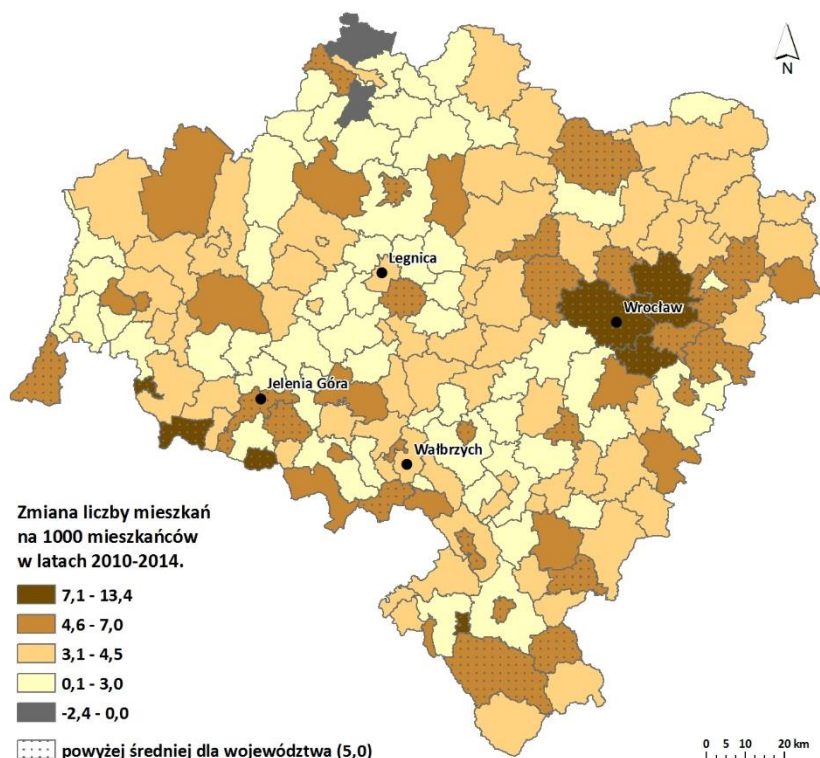 N
Legnica
Wrocław
Jelenia Góra
Wałbrzych
Zmiana liczby mieszkań
na 1000 mieszkańców
w latach 2010-2014.
7,1 - 13,4
4,6 - 7,0
3,1 - 4,5
0,1 - 3,0
-2,4 - 0,0
powyżej średniej dla województwa (5,0)
0 5 10 20 km